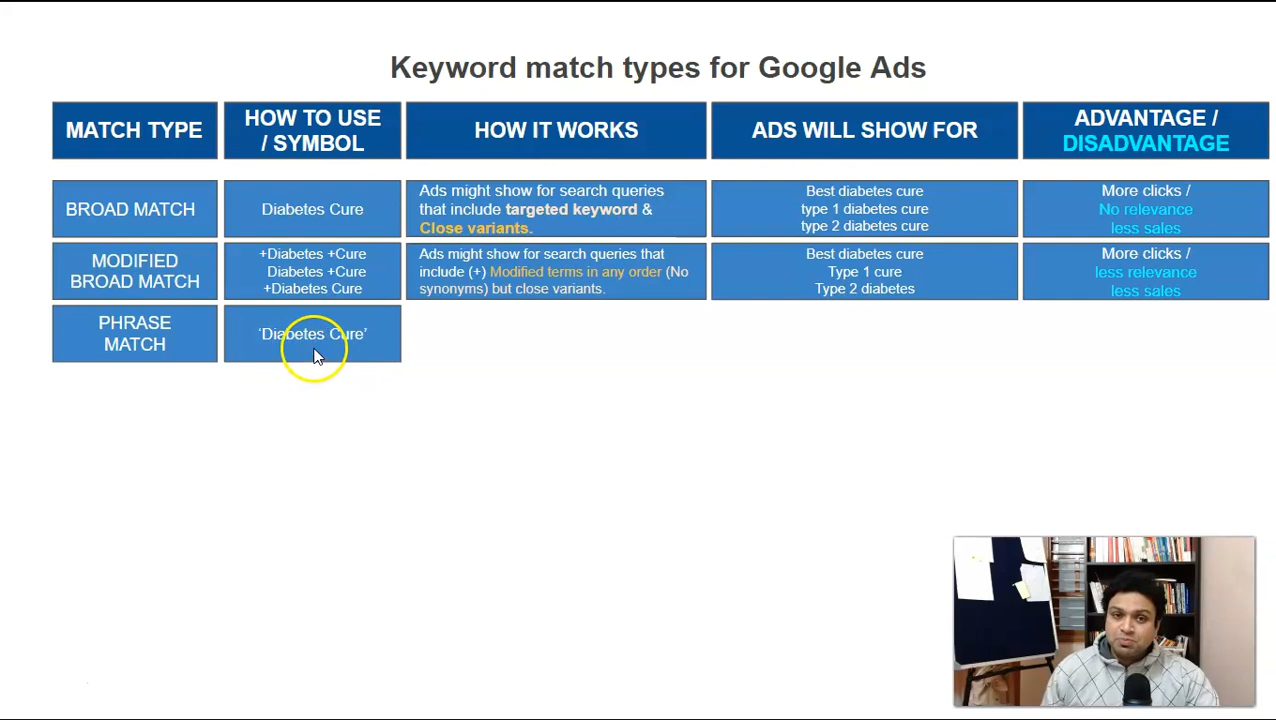 Keyword match types for Google Ads
MATCH TYPE
HOW TO USE
/ SYMBOL
HOW IT WORKS
ADS WILL SHOW FOR
ADVANTAGE /
DISADVANTAGE
BROAD MATCH
Diabetes Cure
Ads might show for search queries
that include targeted keyword &
Close variants.
Best diabetes cure
type 1 diabetes cure
type 2 diabetes cure
More clicks /
No relevance
less sales
MODIFIED
BROAD MATCH
+Diabetes +Cure
Diabetes +Cure
+Diabetes Cure
Ads might show for search queries that
include (+) Modified terms in any order (No
synonyms) but close variants.
Best diabetes cure
Type 1 cure
Type 2 diabetes
More clicks /
less relevance
less sales
PHRASE
MATCH
‘Diabetes Cure’